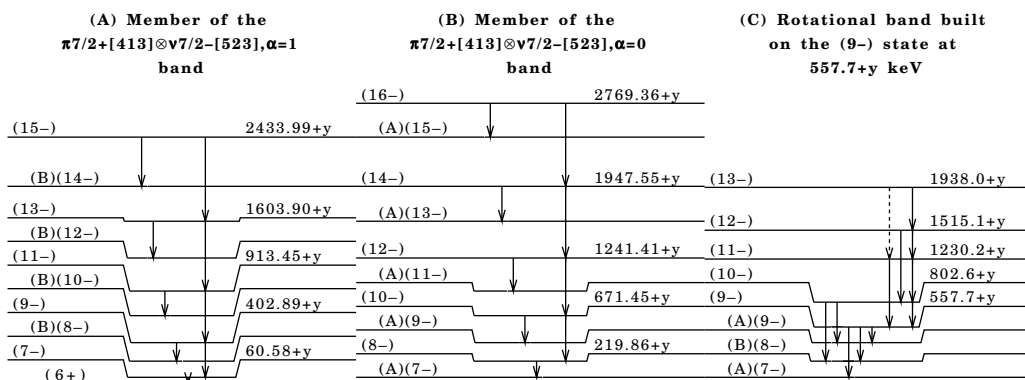 (A) Member of the
π7/2+[413]⊗ν7/2−[523],α=1
band
(15−) 2433.99+y
(B)(14−)
(13−) 1603.90+y
(B)(12−)
(11−) 913.45+y
(B)(10−)
(9−) 402.89+y
(B)(8−)
(7−) 60.58+y
(6+)
(B) Member of the
π7/2+[413]⊗ν7/2−[523],α=0
band
(16−) 2769.36+y
(A)(15−)
(14−) 1947.55+y
(A)(13−)
(12−) 1241.41+y
(A)(11−)
(10−) 671.45+y
(A)(9−)
(8−) 219.86+y
(A)(7−)
(C) Rotational band built
on the (9−) state at
557.7+y keV
(13−) 1938.0+y
(12−) 1515.1+y
(11−) 1230.2+y
(10−) 802.6+y
(9−) 557.7+y
(A)(9−)
(B)(8−)
(A)(7−)